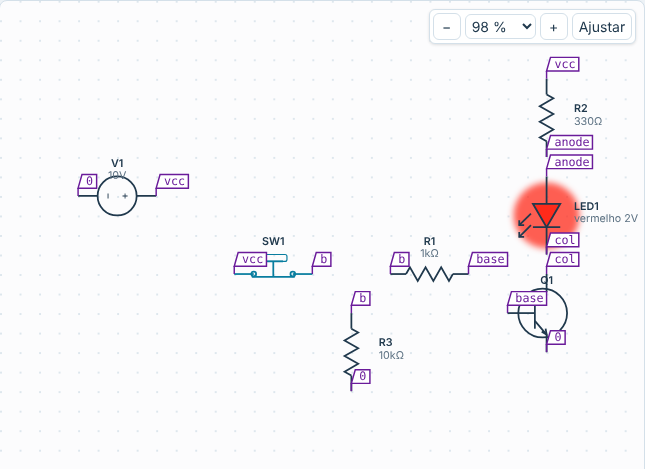 − 98 % + Ajustar
vcc
R2
330Ω
anode
anode
V1
10V
0 vcc
LED1
vermelho 2V
col
SW1 R1
1kΩ
vcc b b base col
Q1
b base
R3
10kΩ
0
0